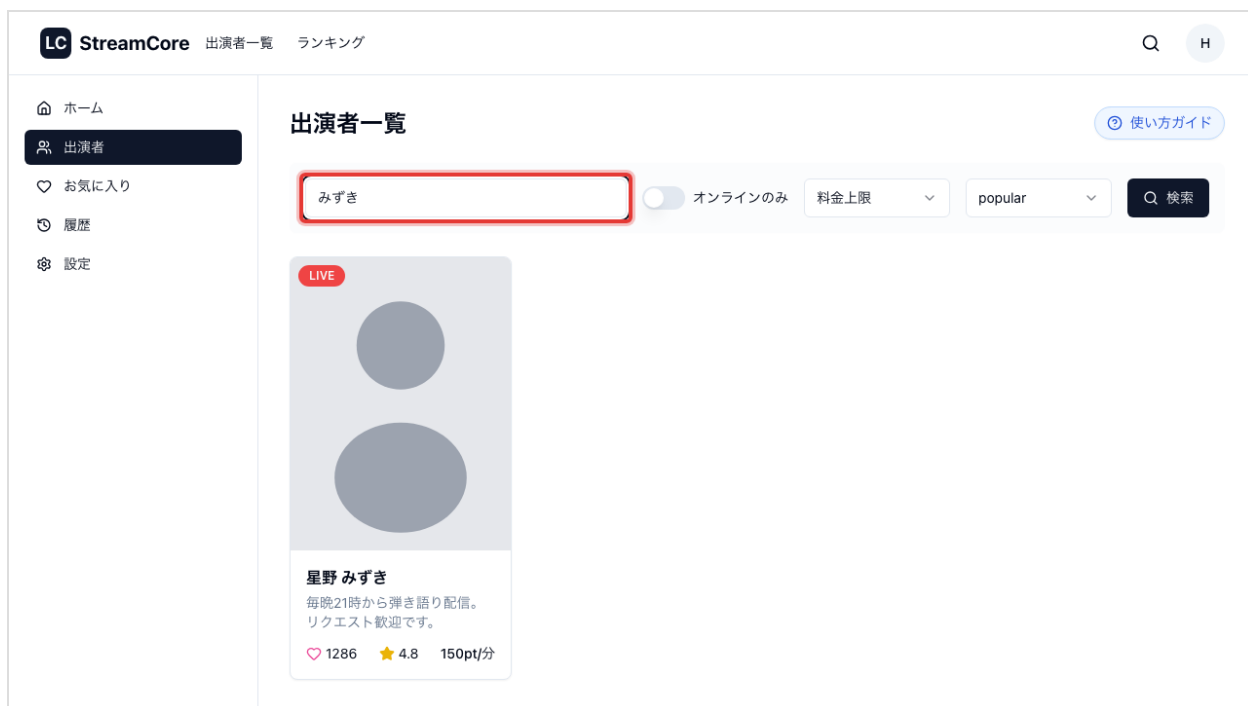 LC StreamCore 出演者一覧 ランキング H
ホーム
出演者
お気に入り
履歴
設定
出演者一覧
使い方ガイド
みずき オンラインのみ 料金上限 popular 検索
LIVE
星野 みずき
毎晩21時から弾き語り配信。
リクエスト歓迎です。
1286 4.8 150pt/分